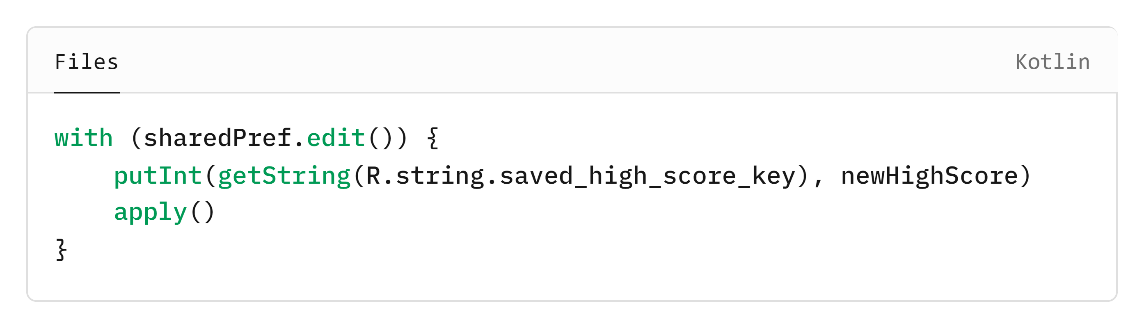 Files
Kotlin
with (sharedPref.edit()) {
    putInt(getString(R.string.saved_high_score_key), newHighScore)
    apply()
}